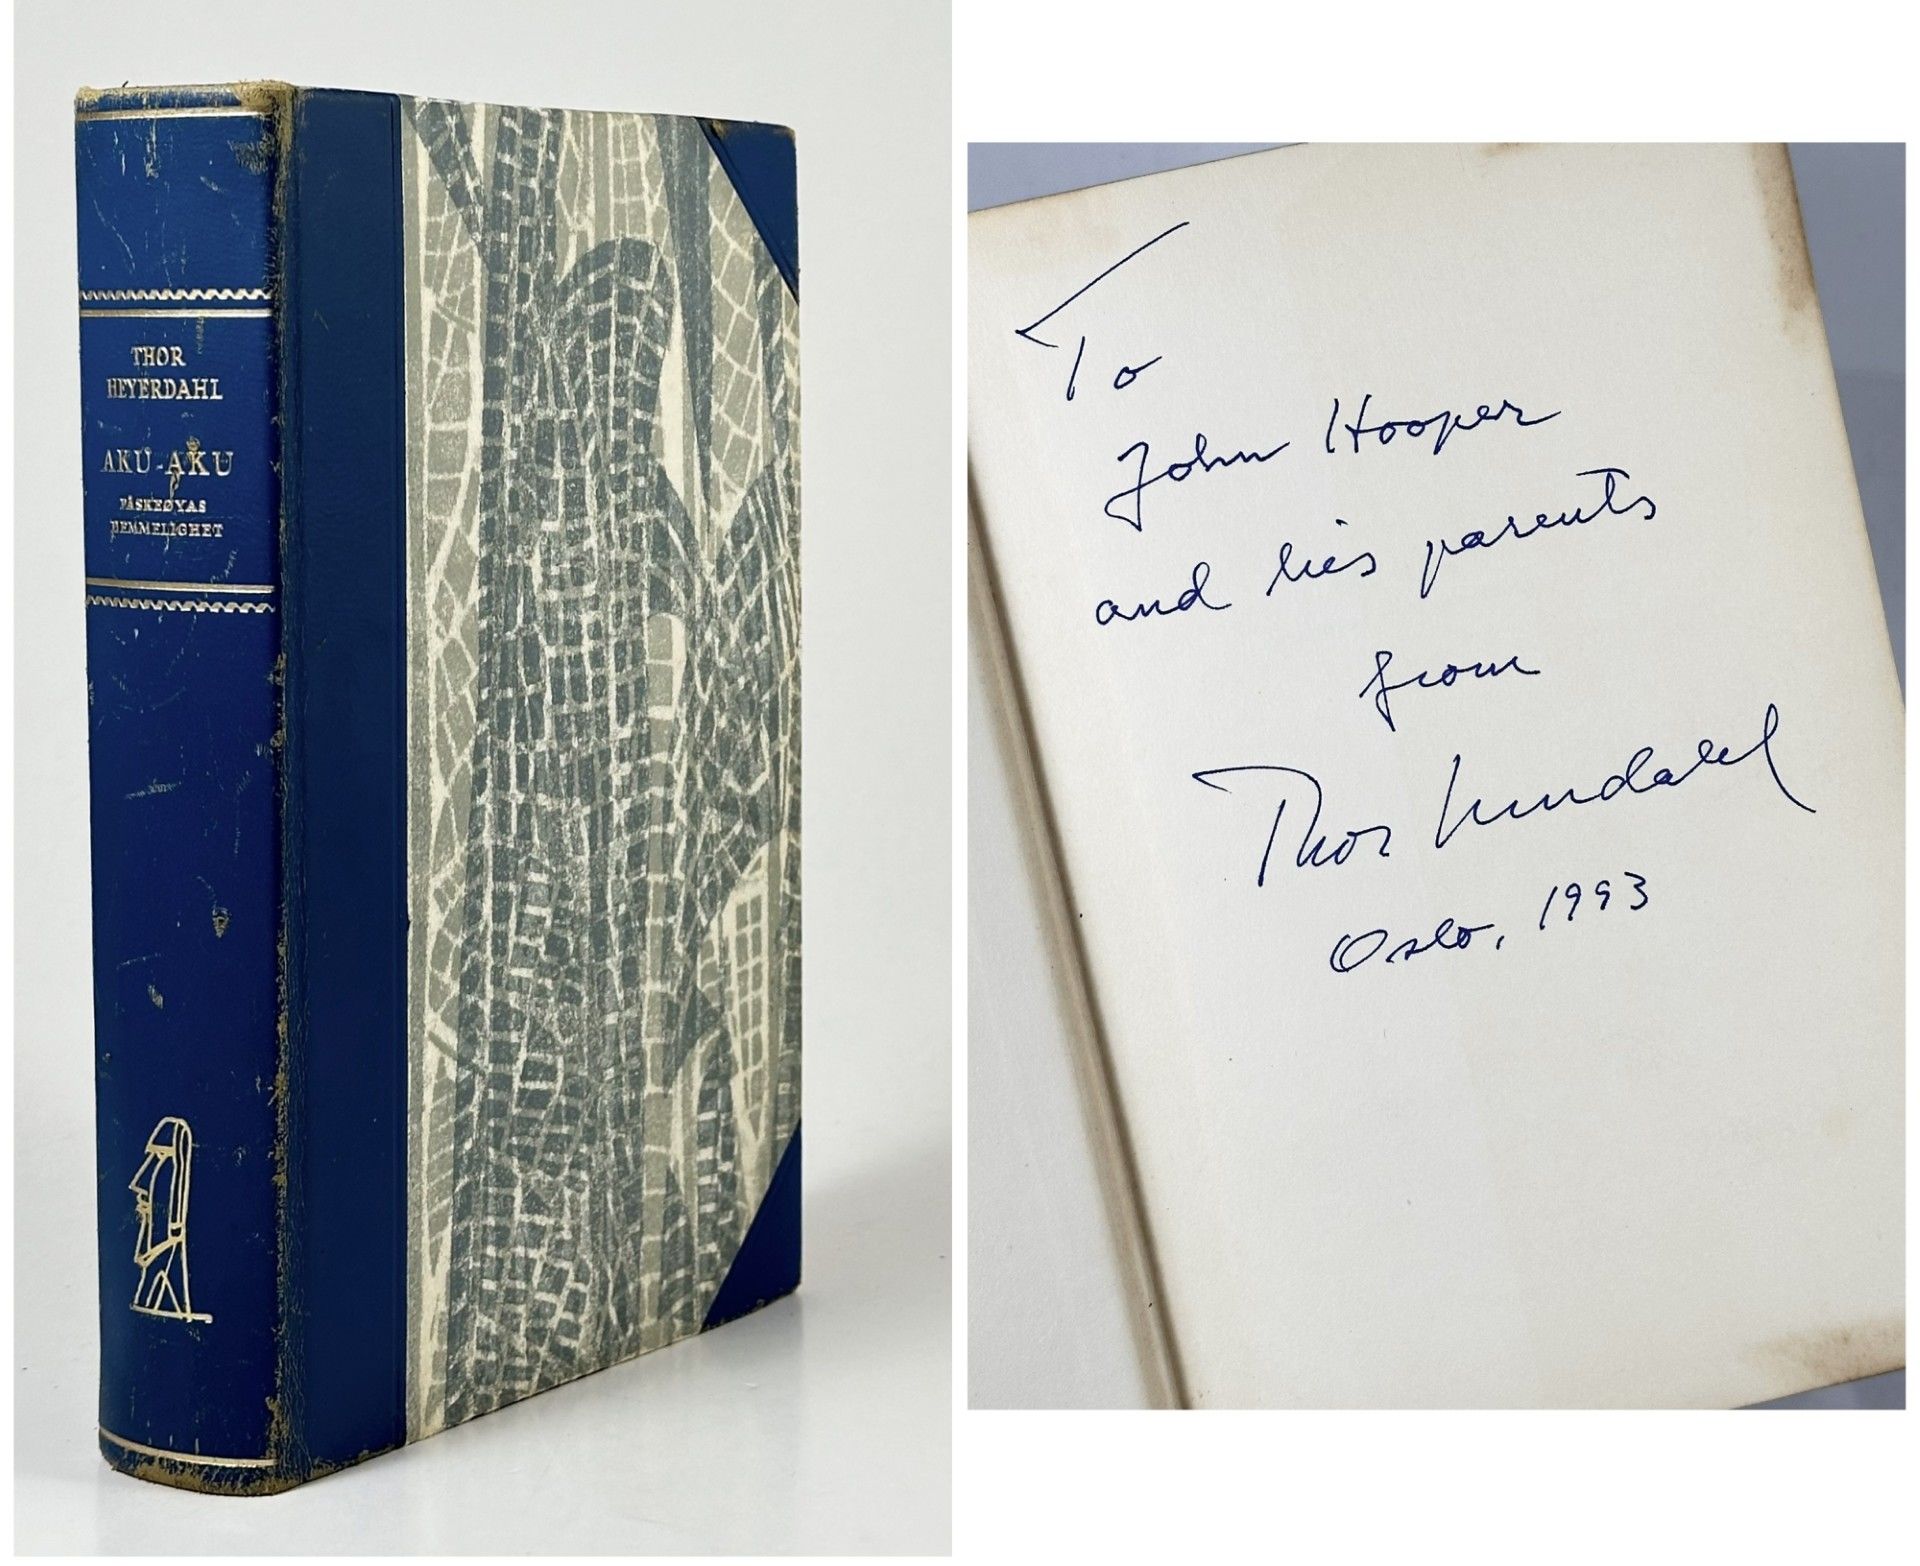 THOR
HEYERDAHL
AKU-AKU
PÅSKEØYAS
HEMMELIGHET
To
John Hooper
and his parents
from
Thor Heyerdahl
Oslo, 1993